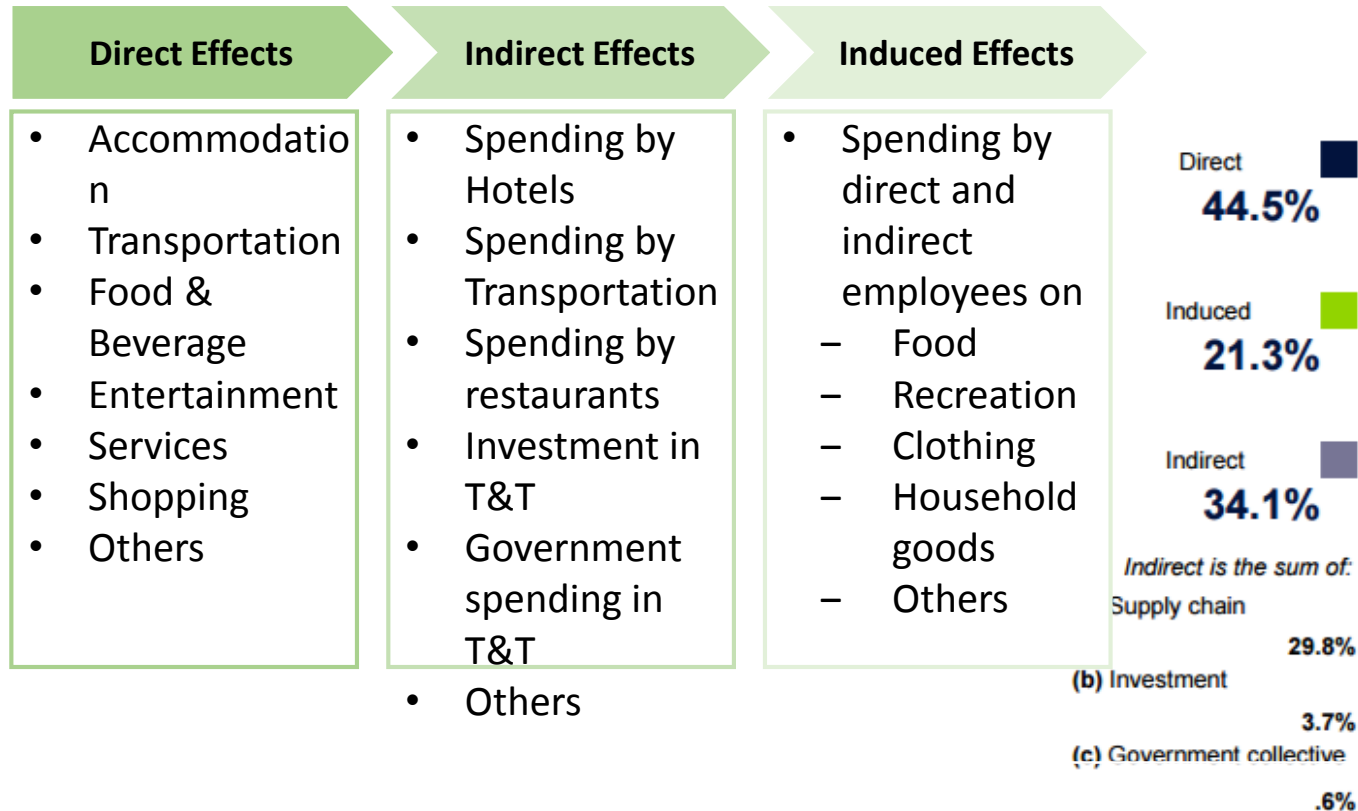 Direct Effects
Indirect Effects
Induced Effects
• Accommodatio
n
• Transportation
• Food &
Beverage
• Entertainment
• Services
• Shopping
• Others
• Spending by
Hotels
• Spending by
Transportation
• Spending by
restaurants
• Investment in
T&T
• Government
spending in
T&T
• Others
• Spending by
direct and
indirect
employees on
– Food
– Recreation
– Clothing
– Household
goods
– Others
Direct
44.5%
Induced
21.3%
Indirect
34.1%
Indirect is the sum of:
Supply chain
29.8%
(b) Investment
3.7%
(c) Government collective
.6%